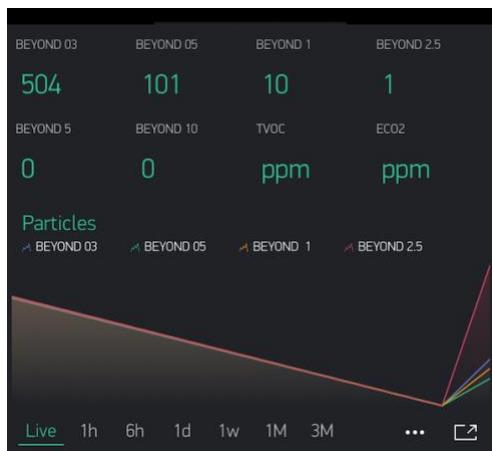 BEYOND 03 BEYOND 05 BEYOND 1 BEYOND 2.5
504 101 10 1
BEYOND 5 BEYOND 10 TVOC ECO2
0 0 ppm ppm
Particles
BEYOND 03 BEYOND 05 BEYOND 1 BEYOND 2.5
Live 1h 6h 1d 1w 1M 3M